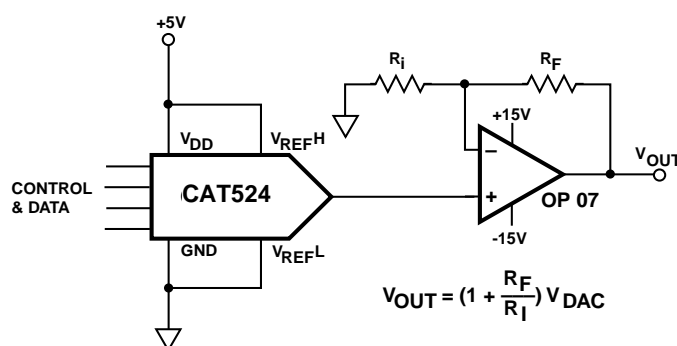 +5V
Ri
RF
+15V
VDD
VREFH
VOUT
CONTROL
& DATA
CAT524
–
+
OP 07
GND
VREFL
-15V
VOUT = (1 + RF/RI) VDAC